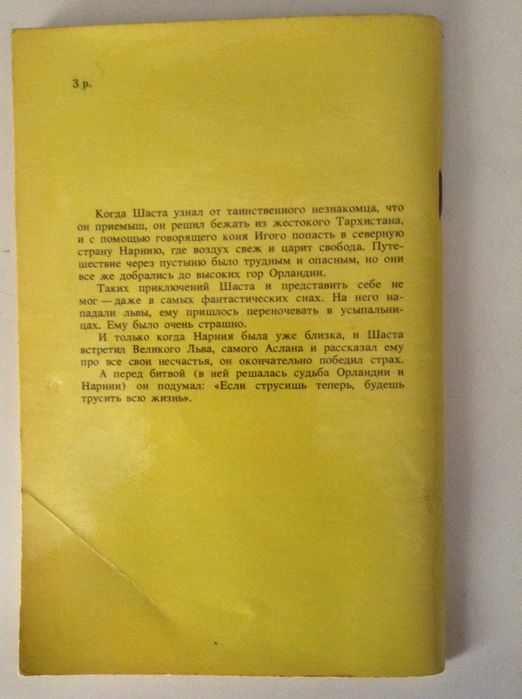 3 р.
Когда Шаста узнал от таинственного незнакомца, что
он приемыш, он решил бежать из жестокого Тархистана,
и с помощью говорящего коня Игого попасть в северную
страну Нарнию, где воздух свеж и царит свобода. Путе-
шествие через пустыню было трудным и опасным, но они
все же добрались до высоких гор Орландии.
Таких приключений Шаста и представить себе не
мог — даже в самых фантастических снах. На него на-
падали львы, ему пришлось переночевать в усыпальни-
цах. Ему было очень страшно.
И только когда Нарния была уже близка, и Шаста
встретил Великого Льва, самого Аслана и рассказал ему
про все свои несчастья, он окончательно победил страх.
А перед битвой (в ней решалась судьба Орландии и
Нарнии) он подумал: «Если струсишь теперь, будешь
трусить всю жизнь».